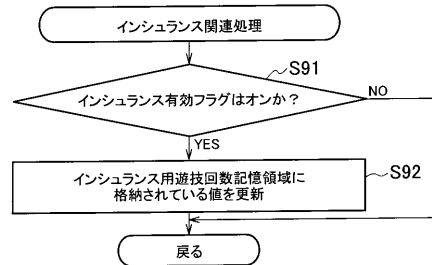 インシュランス関連処理
S91
インシュランス有効フラグはオンか？
NO
YES
インシュランス用遊技回数記憶領域に
格納されている値を更新
S92
戻る